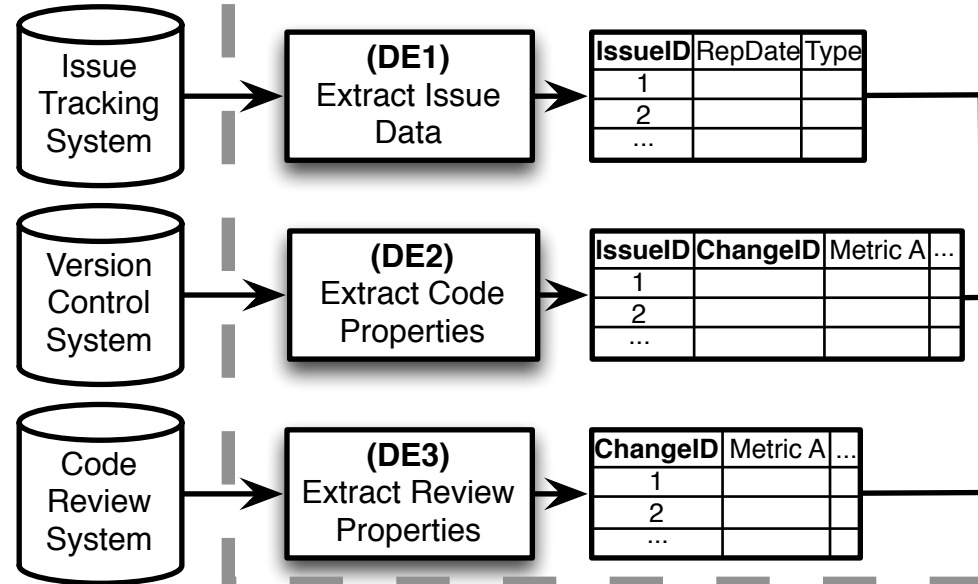 Issue
Tracking
System
(DE1)
Extract Issue
Data
IssueID RepDate Type
1
2
...
Version
Control
System
(DE2)
Extract Code
Properties
IssueID ChangeID Metric A ...
1
2
...
Code
Review
System
(DE3)
Extract Review
Properties
ChangeID Metric A ...
1
2
...